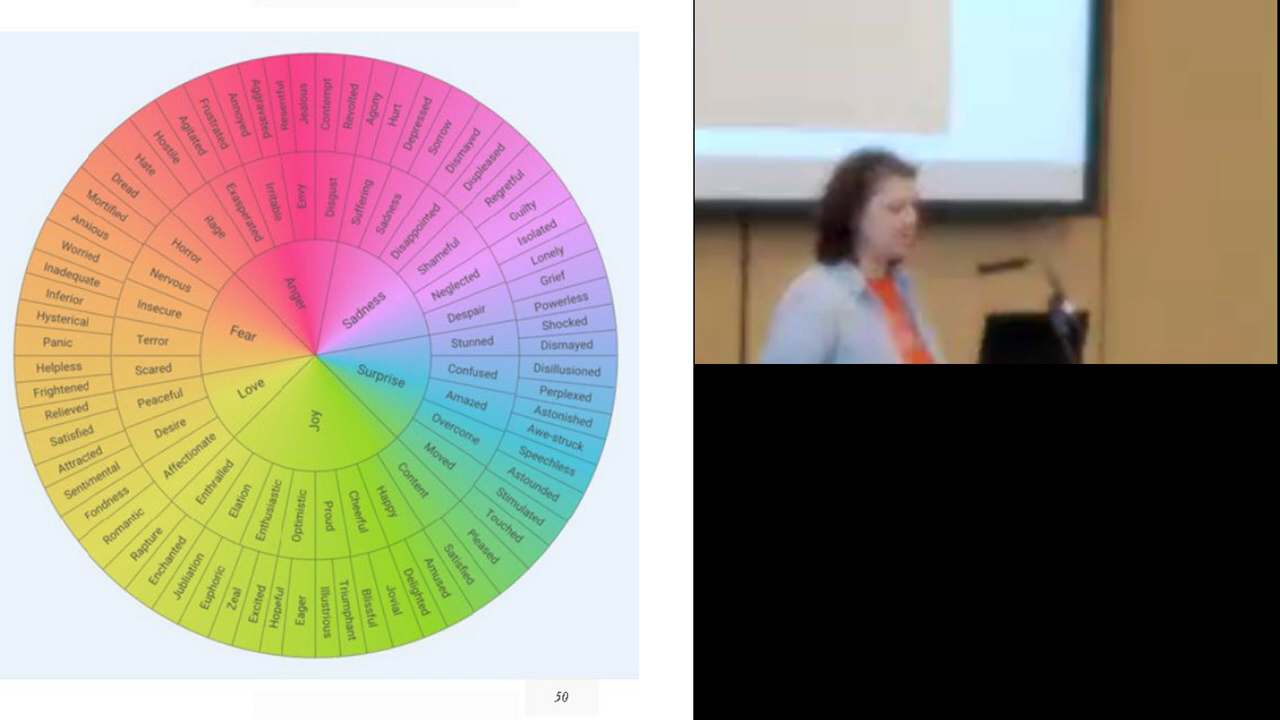 Anger
Sadness
Surprise
Joy
Love
Fear
Rage
Exasperated
Irritable
Envy
Disgust
Suffering
Sadness
Disappointed
Shameful
Neglected
Despair
Stunned
Confused
Amazed
Overcome
Moved
Content
Happy
Cheerful
Proud
Optimistic
Enthusiastic
Elation
Enthralled
Affectionate
Desire
Peaceful
Scared
Terror
Insecure
Nervous
Horror
Hate
Hostile
Agitated
Frustrated
Annoyed
Aggravated
Resentful
Jealous
Contempt
Revolted
Agony
Hurt
Depressed
Sorrow
Dismayed
Displeased
Regretful
Guilty
Isolated
Lonely
Grief
Powerless
Shocked
Dismayed
Disillusioned
Perplexed
Astonished
Awe-struck
Speechless
Astounded
Stimulated
Touched
Pleased
Satisfied
Amused
Delighted
Jovial
Blissful
Triumphant
Illustrious
Eager
Hopeful
Excited
Zeal
Euphoric
Jubilation
Enchanted
Rapture
Romantic
Fondness
Sentimental
Attracted
Satisfied
Relieved
Frightened
Helpless
Panic
Hysterical
Inferior
Inadequate
Worried
Anxious
Mortified
Dread
50